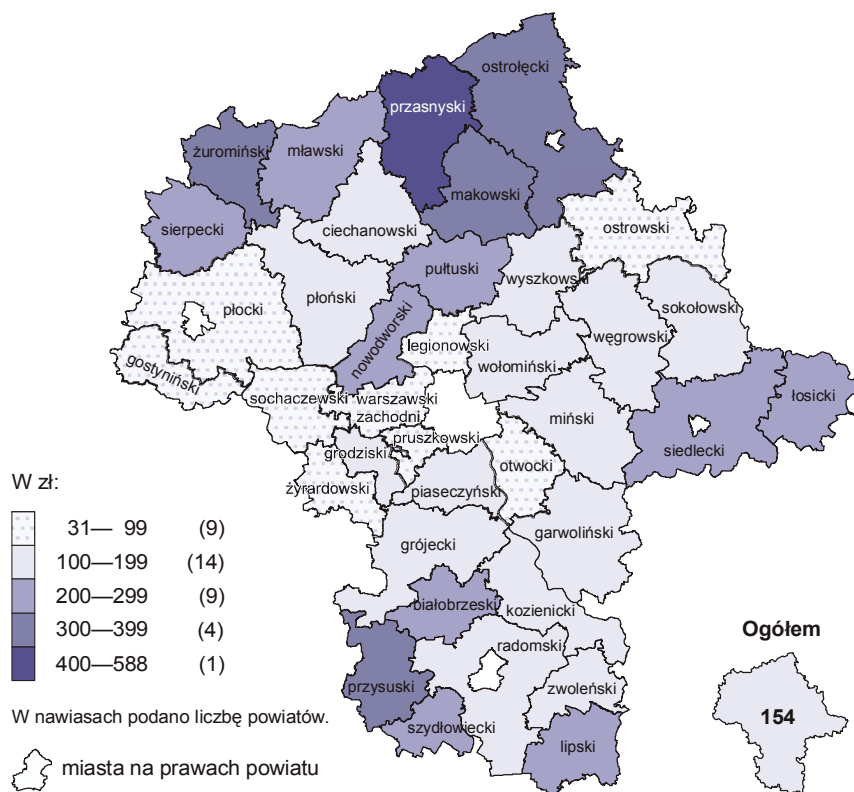 ostrołęcki
przasnyski
żuromiński
mławski
makowski
sierpecki
ciechanowski
ostrowski
pułtuski
wyszkowski
płocki
płoński
sokołowski
węgrowski
nowodworski
legionowski
wołomiński
gostyniński
łosicki
sochaczewski
warszawski
zachodni
miński
pruszkowski
siedlecki
grodziski
otwocki
żyrardowski
piaseczyński
garwoliński
grójecki
białobrzeski
kozienicki
radomski
przysuski
zwoleński
szydłowiecki
lipski
W zł:
31— 99 (9)
100—199 (14)
200—299 (9)
300—399 (4)
400—588 (1)
W nawiasach podano liczbę powiatów.
miasta na prawach powiatu
Ogółem
154